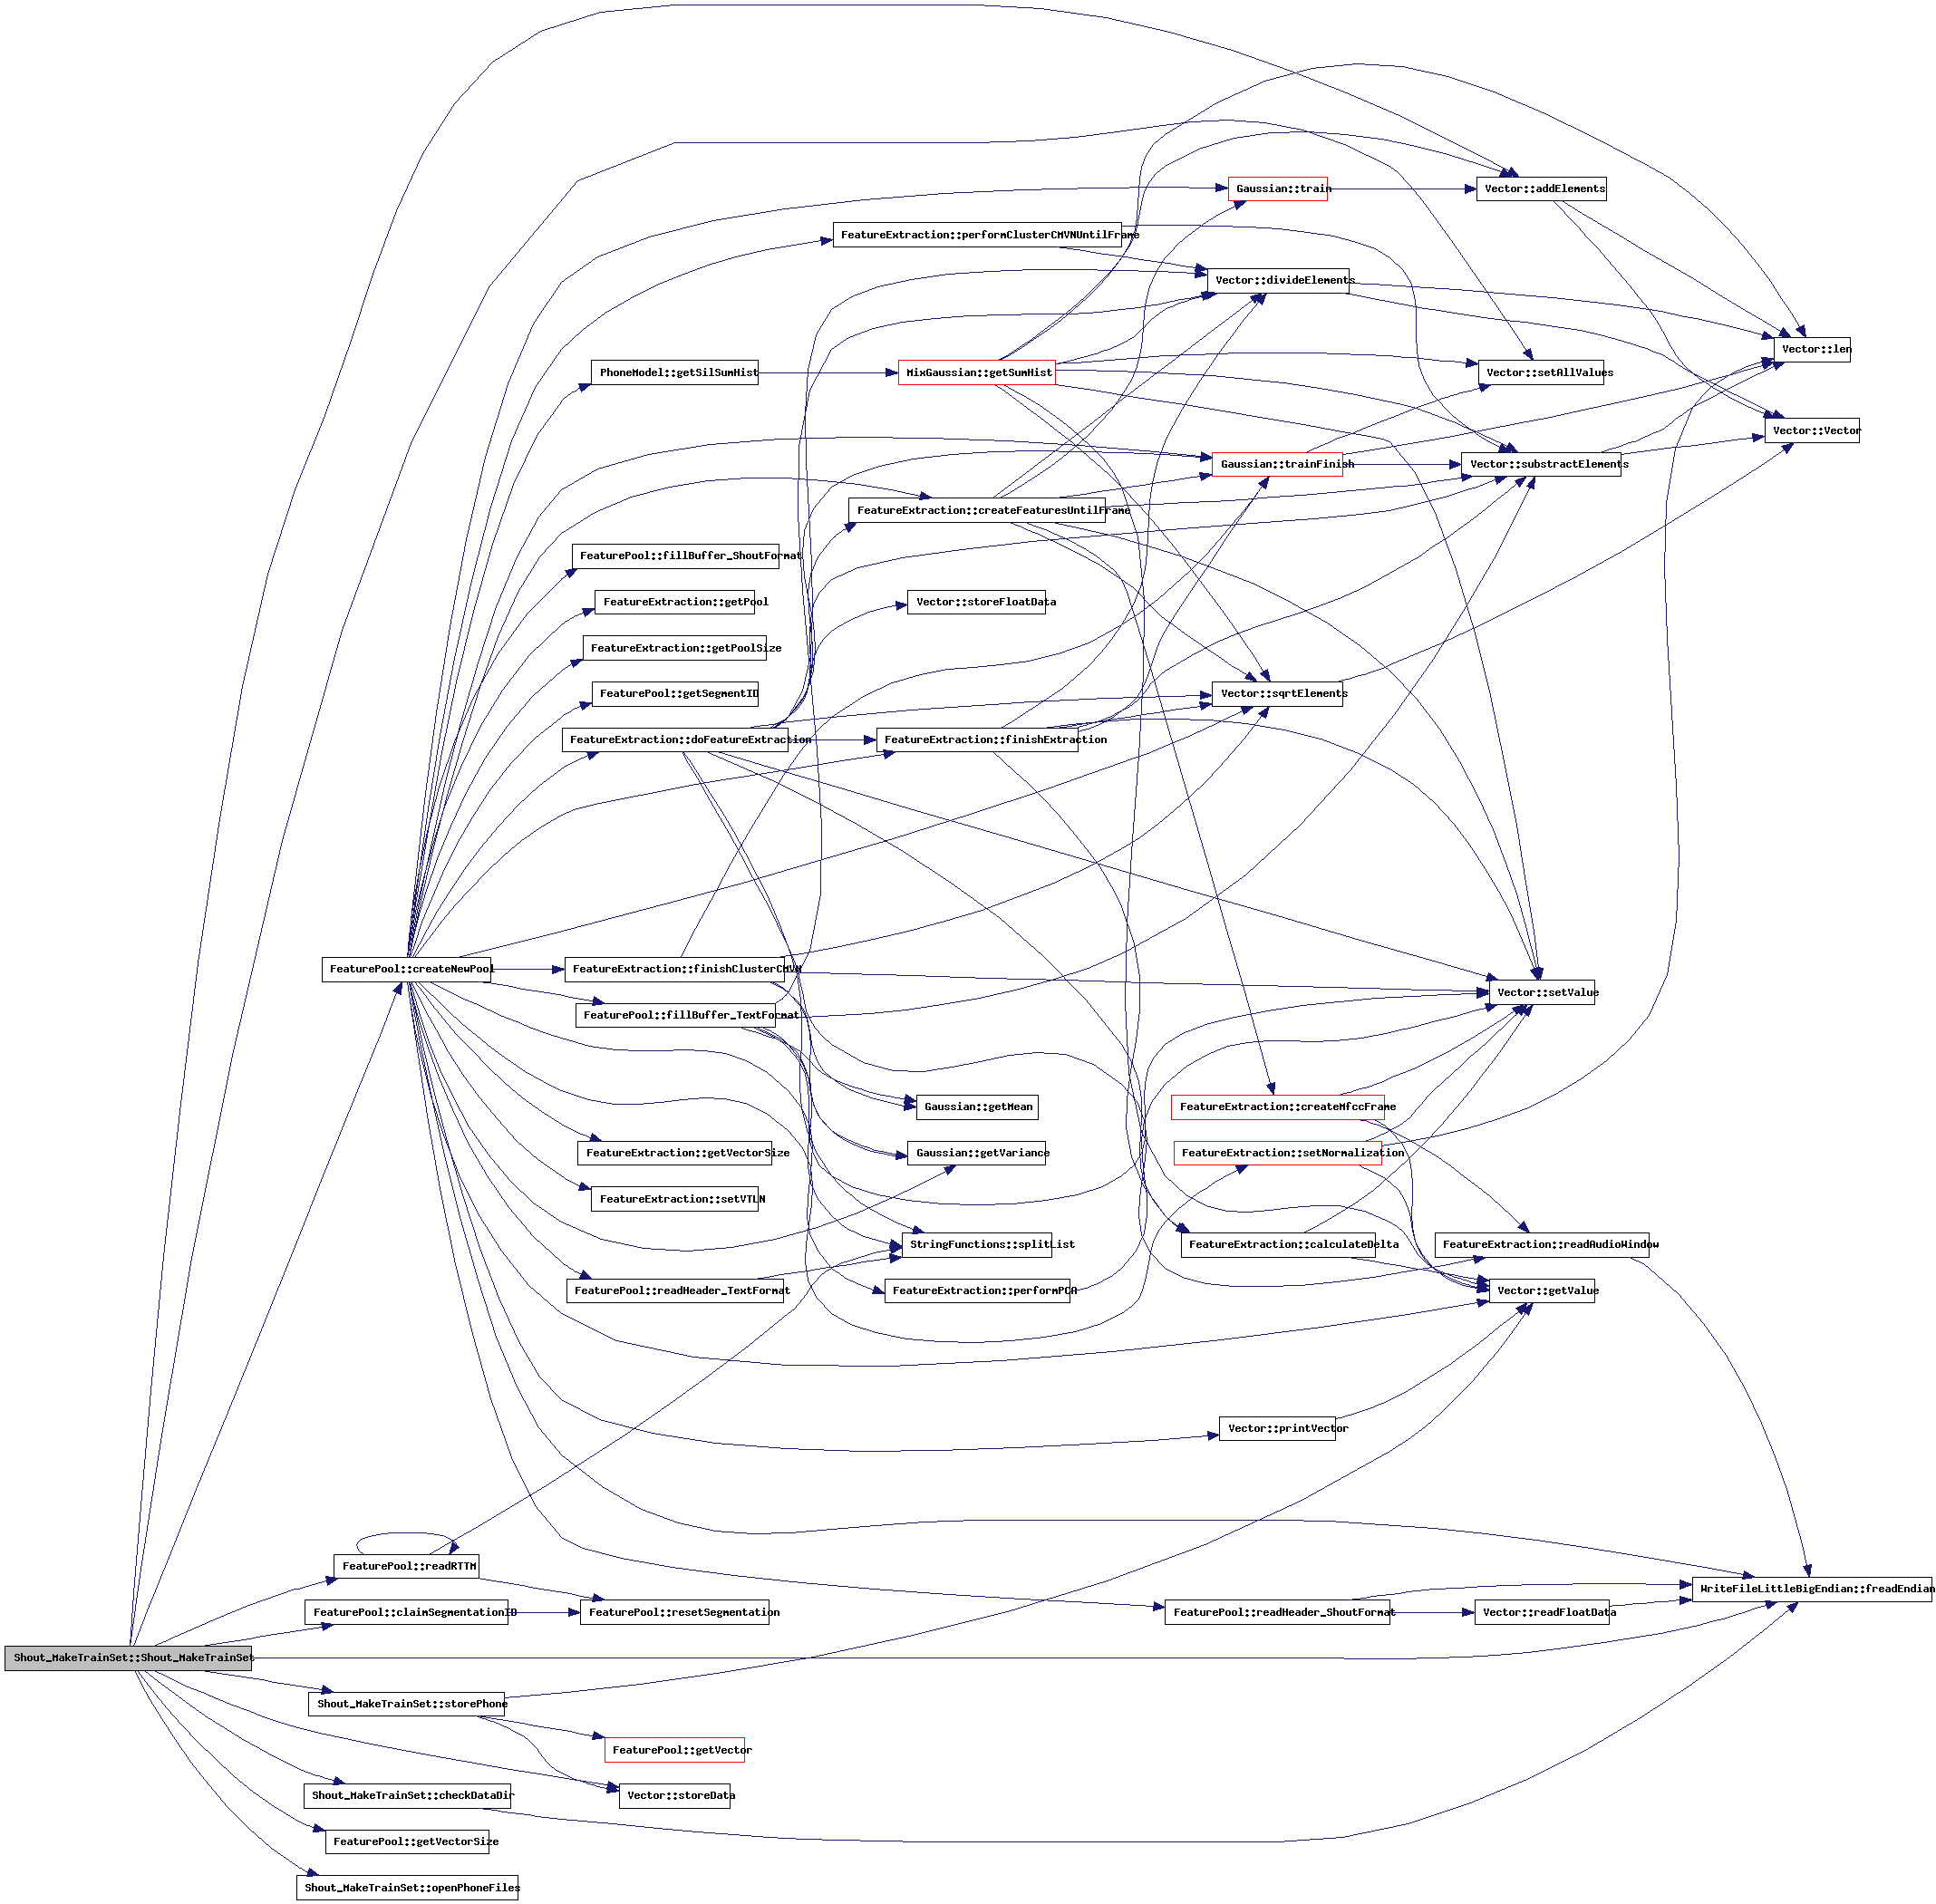 Gaussian::train
Vector::addElements
FeatureExtraction::performClusterCMVNUntilFrame
Vector::divideElements
Vector::len
PhoneModel::getSilSumHist
MixGaussian::getSumHist
Vector::setAllValues
Vector::Vector
Gaussian::trainFinish
Vector::substractElements
FeatureExtraction::createFeaturesUntilFrame
FeaturePool::fillBuffer_ShoutFormat
FeatureExtraction::getPool
Vector::storeFloatData
FeatureExtraction::getPoolSize
FeaturePool::getSegmentID
Vector::sqrtElements
FeatureExtraction::doFeatureExtraction
FeatureExtraction::finishExtraction
FeaturePool::createNewPool
FeatureExtraction::finishClusterCMVN
Vector::setValue
FeaturePool::fillBuffer_TextFormat
Gaussian::getMean
FeatureExtraction::createMfccFrame
FeatureExtraction::getVectorSize
Gaussian::getVariance
FeatureExtraction::setNormalization
FeatureExtraction::setVTLN
StringFunctions::splitList
FeatureExtraction::calculateDelta
FeatureExtraction::readAudioWindow
FeaturePool::readHeader_TextFormat
FeatureExtraction::performPCA
Vector::getValue
Vector::printVector
FeaturePool::readRTTM
WriteFileLittleBigEndian::freadEndian
FeaturePool::claimSegmentationID
FeaturePool::resetSegmentation
FeaturePool::readHeader_ShoutFormat
Vector::readFloatData
Shout_MakeTrainSet::Shout_MakeTrainSet
Shout_MakeTrainSet::storePhone
FeaturePool::getVector
Shout_MakeTrainSet::checkDataDir
Vector::storeData
FeaturePool::getVectorSize
Shout_MakeTrainSet::openPhoneFiles